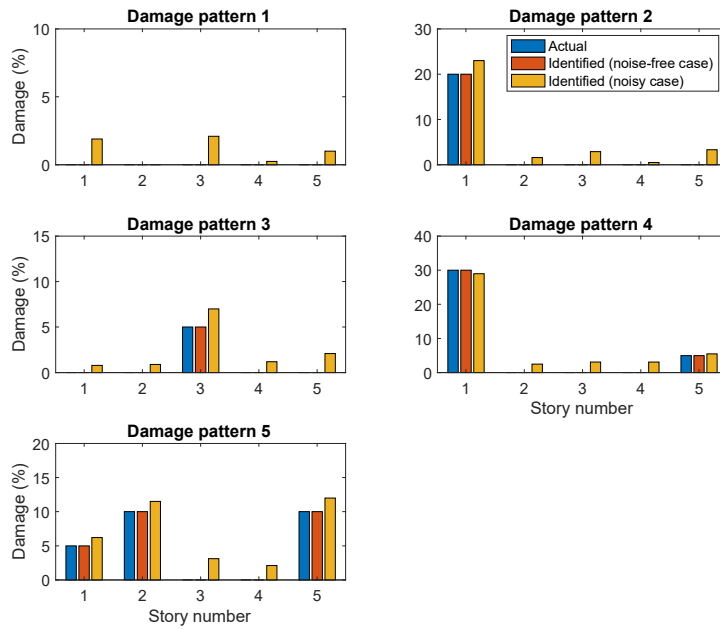 Damage pattern 1
Damage (%)
10
5
0
1 2 3 4 5
Damage pattern 2
30
20
10
0
1 2 3 4 5
Actual
Identified (noise-free case)
Identified (noisy case)
Damage pattern 3
Damage (%)
15
10
5
0
1 2 3 4 5
Damage pattern 4
40
30
20
10
0
1 2 3 4 5
Story number
Damage pattern 5
Damage (%)
20
15
10
5
0
1 2 3 4 5
Story number